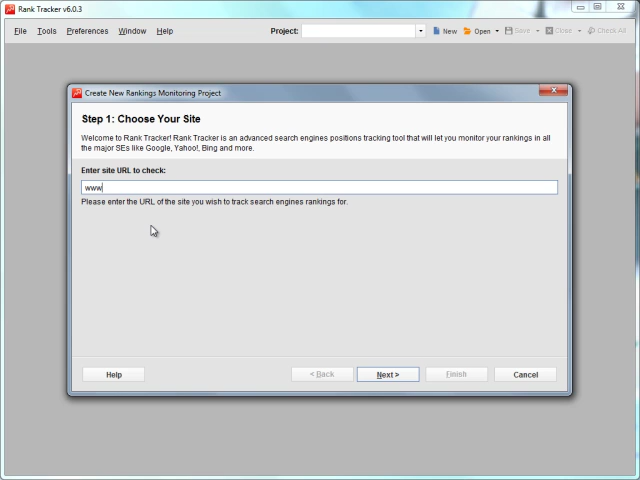 Rank Tracker v6.0.3
File Tools Preferences Window Help Project: New Open Save Close Check All
Create New Rankings Monitoring Project
Step 1: Choose Your Site
Welcome to Rank Tracker! Rank Tracker is an advanced search engines positions tracking tool that will let you monitor your rankings in all
the major SEs like Google, Yahoo!, Bing and more.
Enter site URL to check:
www
Please enter the URL of the site you wish to track search engines rankings for.
Help < Back Next > Finish Cancel